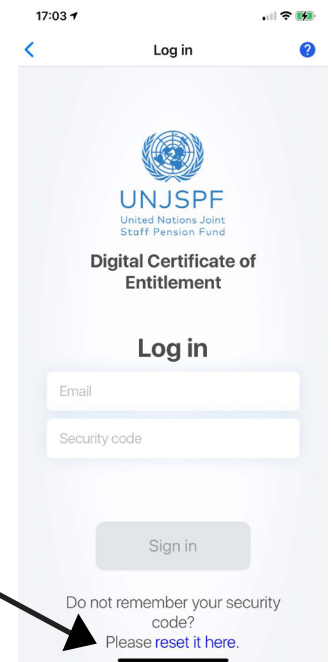 17:03
Log in
?
UNJSPF
United Nations Joint
Staff Pension Fund
Digital Certificate of
Entitlement
Log in
Email
Security code
Sign in
Do not remember your security
code?
Please reset it here.